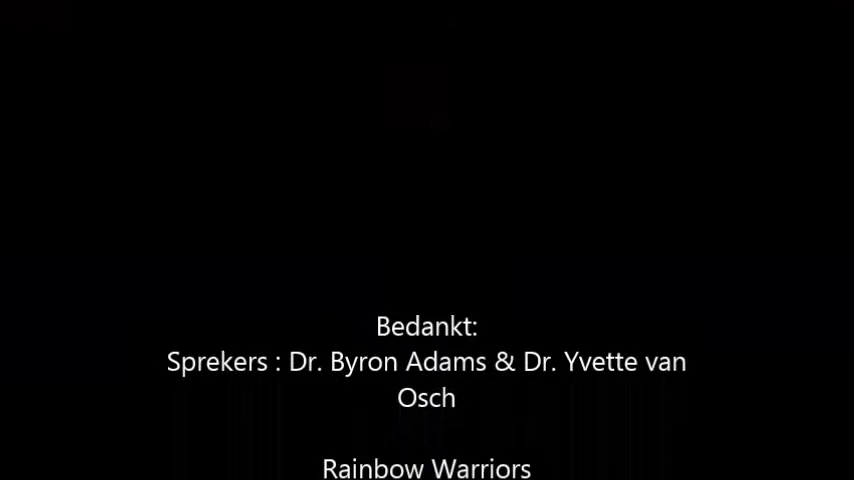 Bedankt:
Sprekers : Dr. Byron Adams & Dr. Yvette van
Osch
Rainbow Warriors